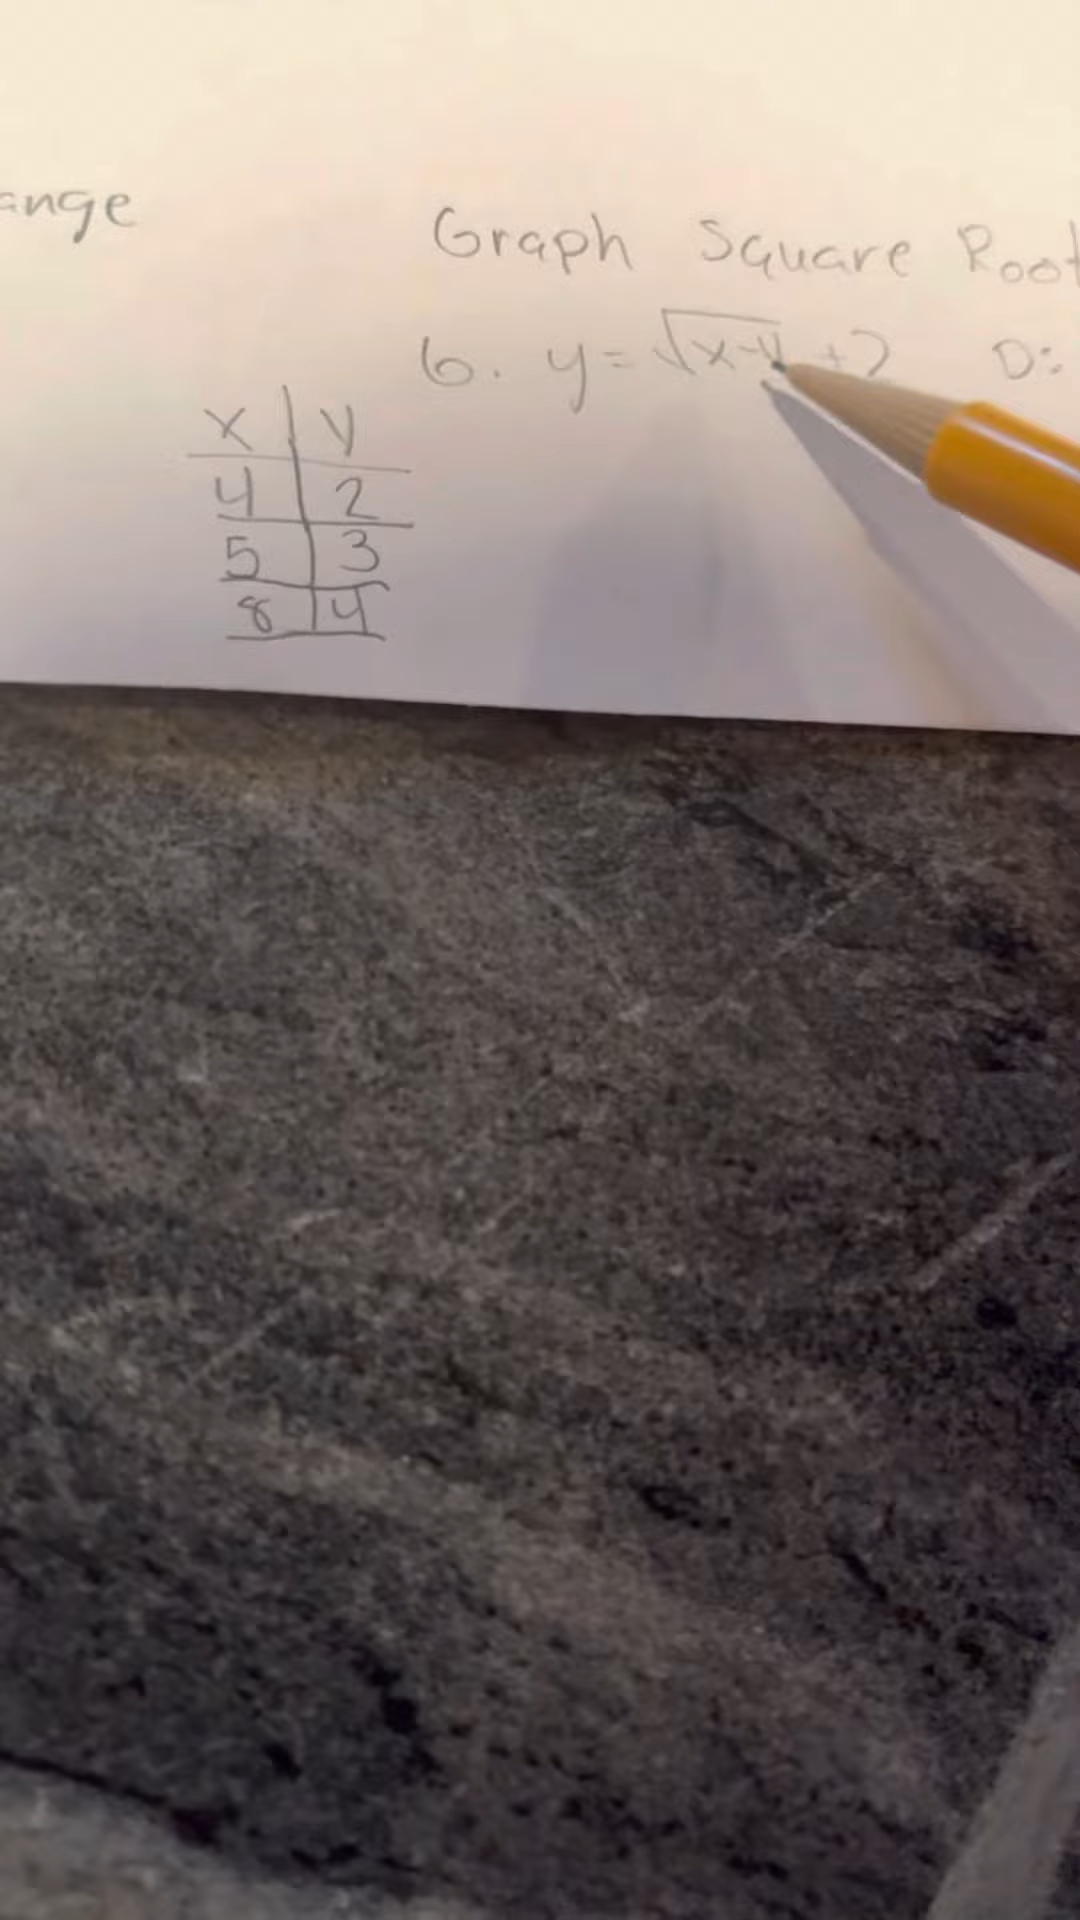 ange
Graph Square Root
6. y=√x-4 +2 D:
x y
4 2
5 3
8 4